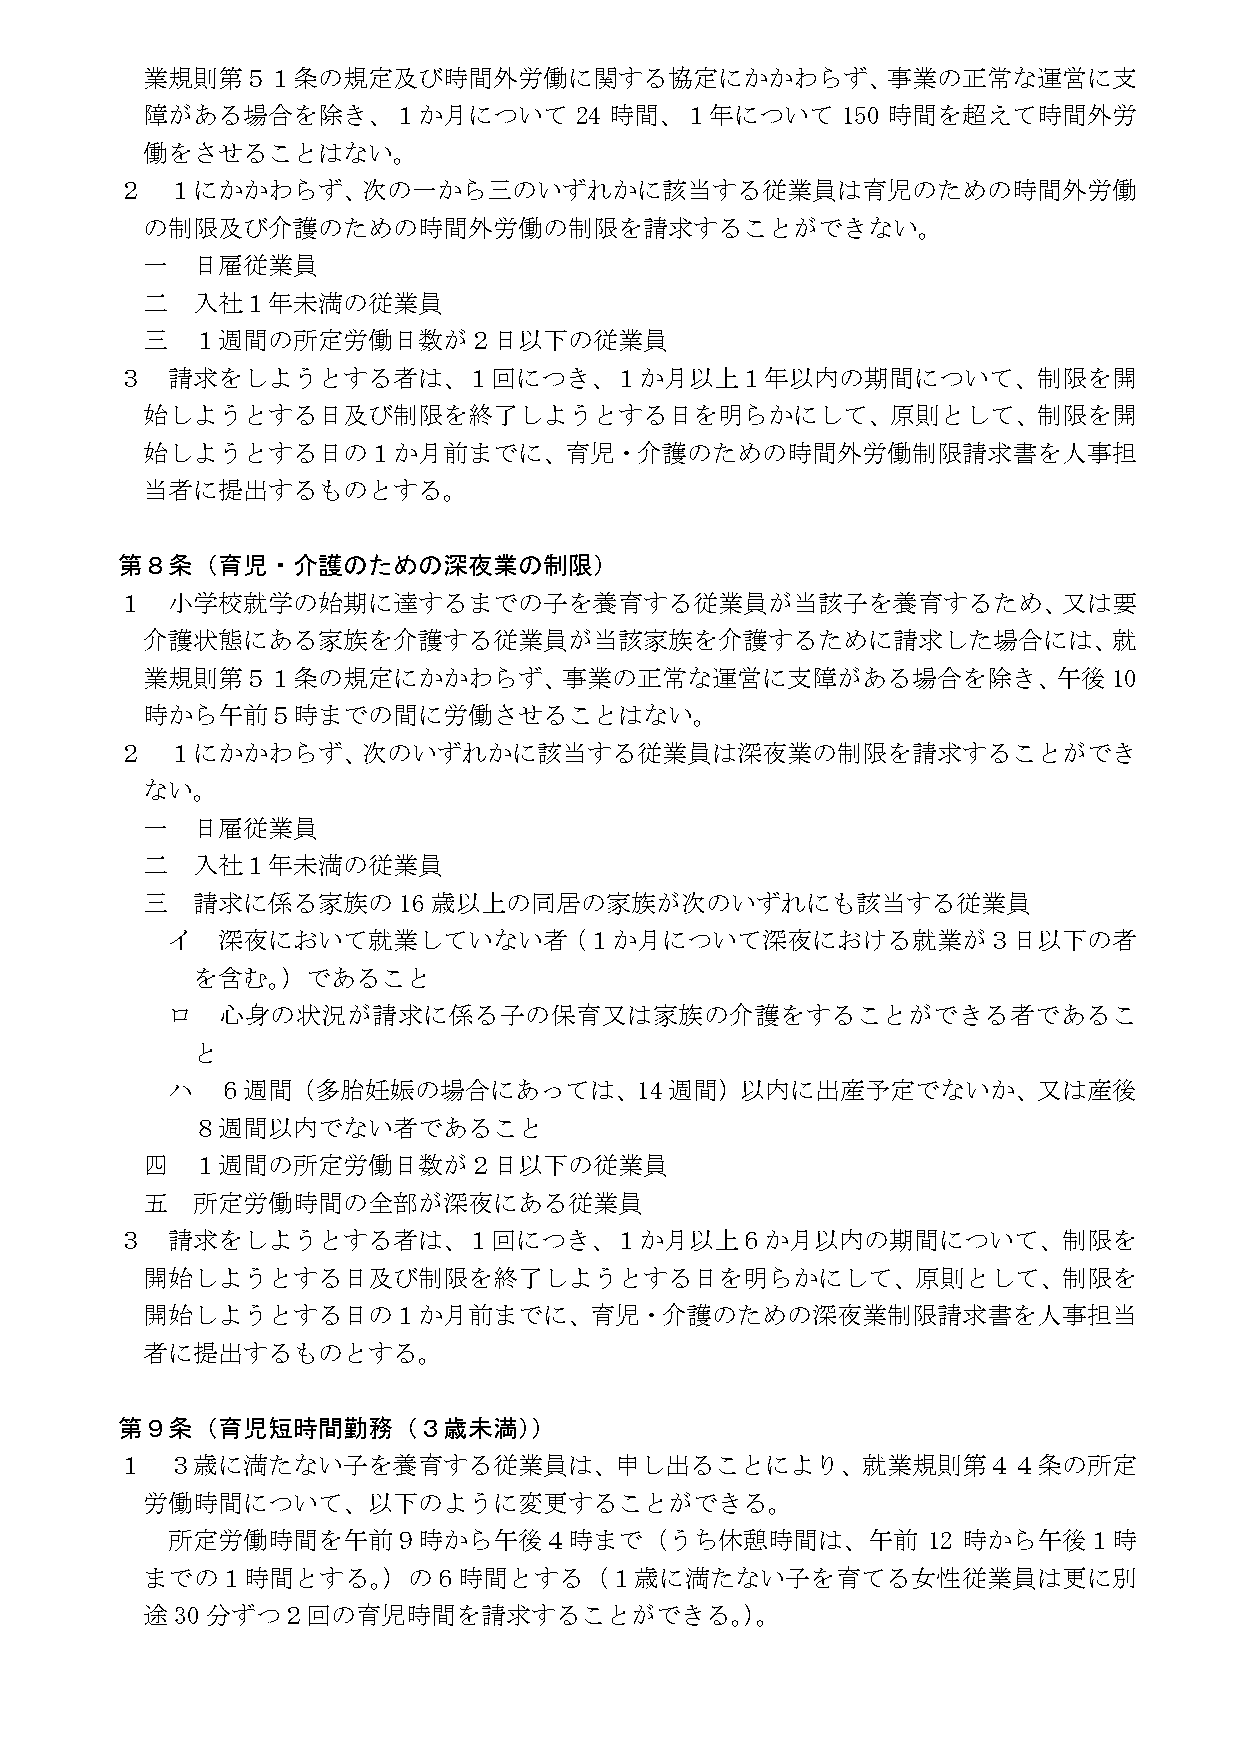 業規則第５１条の規定及び時間外労働に関する協定にかかわらず、事業の正常な運営に支
障がある場合を除き、１か月について 24 時間、１年について 150 時間を超えて時間外労
働をさせることはない。
２　１にかかわらず、次の一から三のいずれかに該当する従業員は育児のための時間外労働
の制限及び介護のための時間外労働の制限を請求することができない。
一　日雇従業員
二　入社１年未満の従業員
三　１週間の所定労働日数が２日以下の従業員
３　請求をしようとする者は、１回につき、１か月以上１年以内の期間について、制限を開
始しようとする日及び制限を終了しようとする日を明らかにして、原則として、制限を開
始しようとする日の１か月前までに、育児・介護のための時間外労働制限請求書を人事担
当者に提出するものとする。
第８条（育児・介護のための深夜業の制限）
１　小学校就学の始期に達するまでの子を養育する従業員が当該子を養育するため、又は要
介護状態にある家族を介護する従業員が当該家族を介護するために請求した場合には、就
業規則第５１条の規定にかかわらず、事業の正常な運営に支障がある場合を除き、午後 10
時から午前５時までの間に労働させることはない。
２　１にかかわらず、次のいずれかに該当する従業員は深夜業の制限を請求することができ
ない。
一　日雇従業員
二　入社１年未満の従業員
三　請求に係る家族の 16 歳以上の同居の家族が次のいずれにも該当する従業員
イ　深夜において就業していない者（１か月について深夜における就業が３日以下の者
を含む。）であること
ロ　心身の状況が請求に係る子の保育又は家族の介護をすることができる者であるこ
と
ハ　６週間（多胎妊娠の場合にあっては、14 週間）以内に出産予定でないか、又は産後
８週間以内でない者であること
四　１週間の所定労働日数が２日以下の従業員
五　所定労働時間の全部が深夜にある従業員
３　請求をしようとする者は、１回につき、１か月以上６か月以内の期間について、制限を
開始しようとする日及び制限を終了しようとする日を明らかにして、原則として、制限を
開始しようとする日の１か月前までに、育児・介護のための深夜業制限請求書を人事担当
者に提出するものとする。
第９条（育児短時間勤務（３歳未満））
１　３歳に満たない子を養育する従業員は、申し出ることにより、就業規則第４４条の所定
労働時間について、以下のように変更することができる。
所定労働時間を午前９時から午後４時まで（うち休憩時間は、午前 12 時から午後１時
までの１時間とする。）の６時間とする（１歳に満たない子を育てる女性従業員は更に別
途 30 分ずつ２回の育児時間を請求することができる。）。